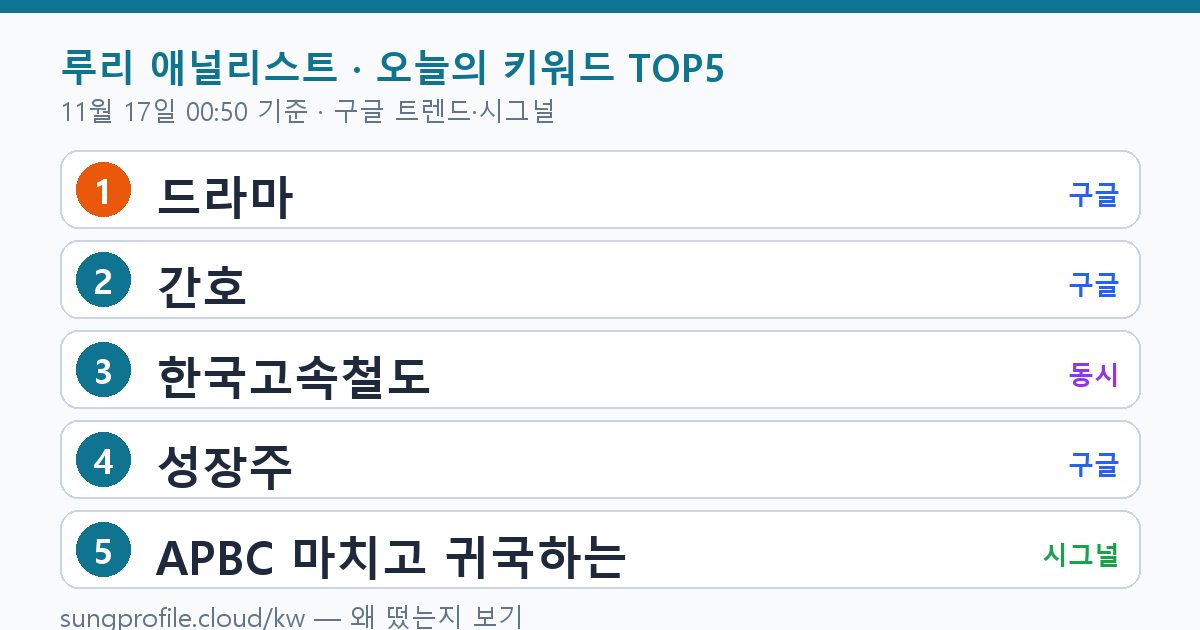 루리 애널리스트 · 오늘의 키워드 TOP5
11월 17일 00:50 기준 · 구글 트렌드·시그널
1 드라마 구글
2 간호 구글
3 한국고속철도 동시
4 성장주 구글
5 APBC 마치고 귀국하는 시그널
sungprofile.cloud/kw — 왜 떴는지 보기